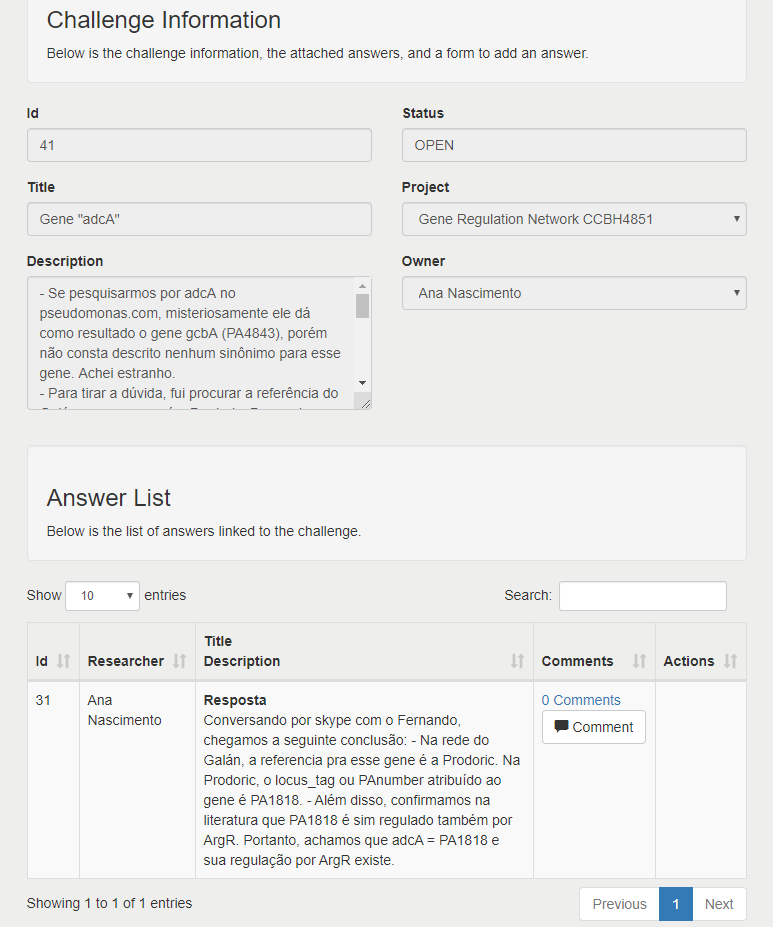 Challenge Information
Below is the challenge information, the attached answers, and a form to add an answer.
Id
Status
41
OPEN
Title
Project
Gene "adcA"
Gene Regulation Network CCBH4851
Description
Owner
- Se pesquisarmos por adcA no
pseudomonas.com, misteriosamente ele dá
como resultado o gene gcbA (PA4843), porém
não consta descrito nenhum sinônimo para esse
gene. Achei estranho.
- Para tirar a dúvida, fui procurar a referência do
Ana Nascimento
Answer List
Below is the list of answers linked to the challenge.
Show 10 entries
Search:
Id
Researcher
Title
Description
Comments
Actions
31
Ana
Nascimento
Resposta
Conversando por skype com o Fernando,
chegamos a seguinte conclusão: - Na rede do
Galán, a referencia pra esse gene é a Prodoric. Na
Prodoric, o locus_tag ou PAnumber atribuído ao
gene é PA1818. - Além disso, confirmamos na
literatura que PA1818 é sim regulado também por
ArgR. Portanto, achamos que adcA = PA1818 e
sua regulação por ArgR existe.
0 Comments
Comment
Showing 1 to 1 of 1 entries
Previous
1
Next